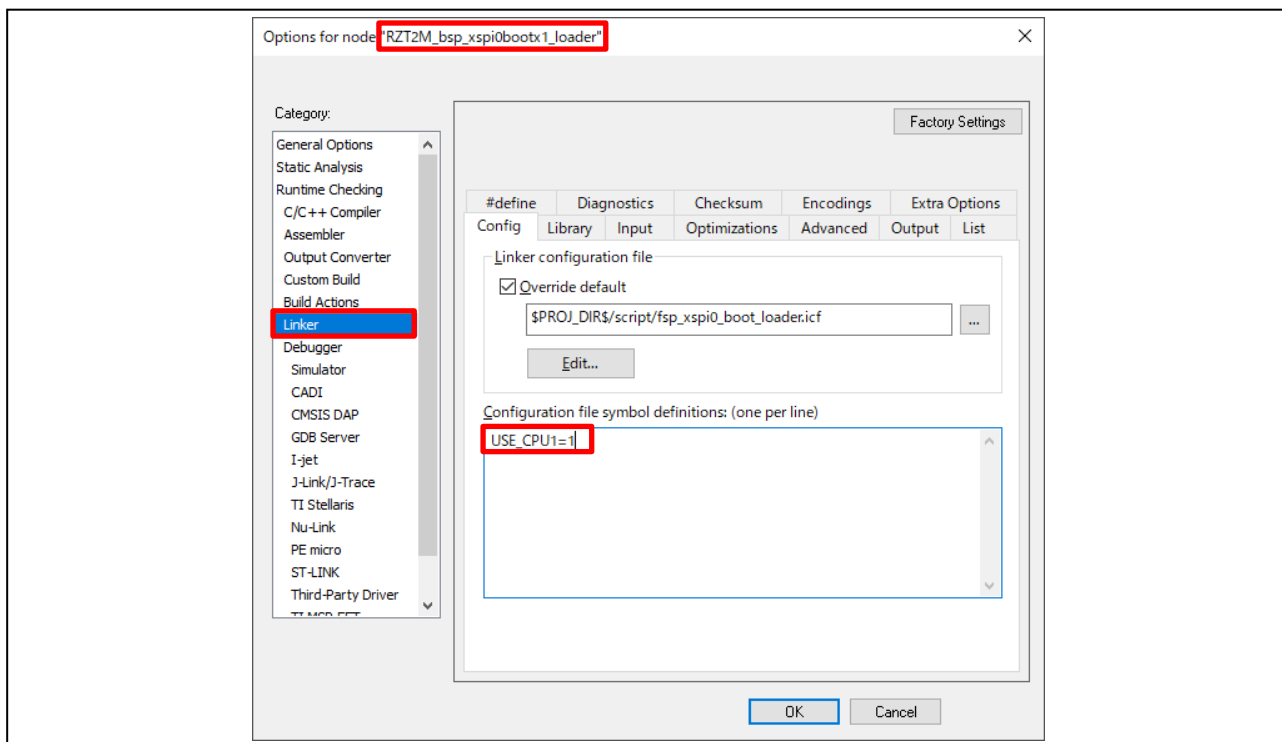 Options for node "RZT2M_bsp_xspi0bootx1_loader"
Category:
Factory Settings
General Options
Static Analysis
Runtime Checking
C/C++ Compiler
Assembler
Output Converter
Custom Build
Build Actions
Linker
Debugger
Simulator
CADI
CMSIS DAP
GDB Server
I-jet
J-Link/J-Trace
TI Stellaris
Nu-Link
PE micro
ST-LINK
Third-Party Driver
#define Diagnostics Checksum Encodings Extra Options
Config Library Input Optimizations Advanced Output List
Linker configuration file
Override default
$PROJ_DIR$/script/fsp_xspi0_boot_loader.icf
...
Edit...
Configuration file symbol definitions: (one per line)
USE_CPU1=1
OK Cancel